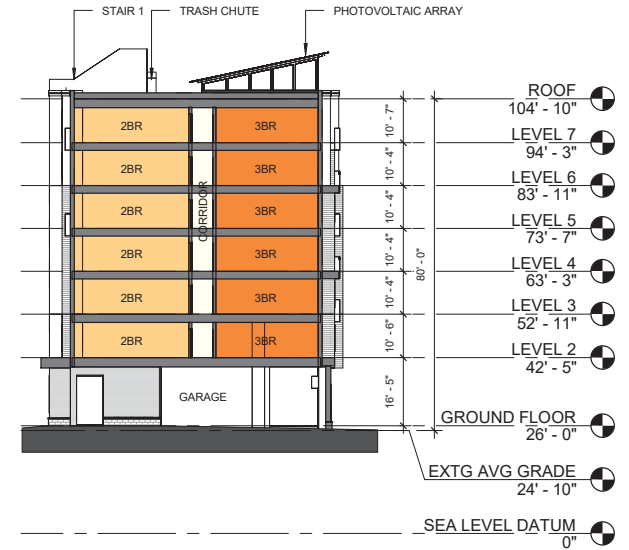 STAIR 1
TRASH CHUTE
PHOTOVOLTAIC ARRAY
ROOF
104' - 10"
10' - 7"
2BR
3BR
LEVEL 7
94' - 3"
10' - 4"
2BR
3BR
LEVEL 6
83' - 11"
10' - 4"
CORRIDOR
2BR
3BR
LEVEL 5
73' - 7"
10' - 4"
80' - 0"
2BR
3BR
LEVEL 4
63' - 3"
10' - 4"
2BR
3BR
LEVEL 3
52' - 11"
10' - 6"
2BR
3BR
LEVEL 2
42' - 5"
16' - 5"
GARAGE
GROUND FLOOR
26' - 0"
EXTG AVG GRADE
24' - 10"
SEA LEVEL DATUM
0"